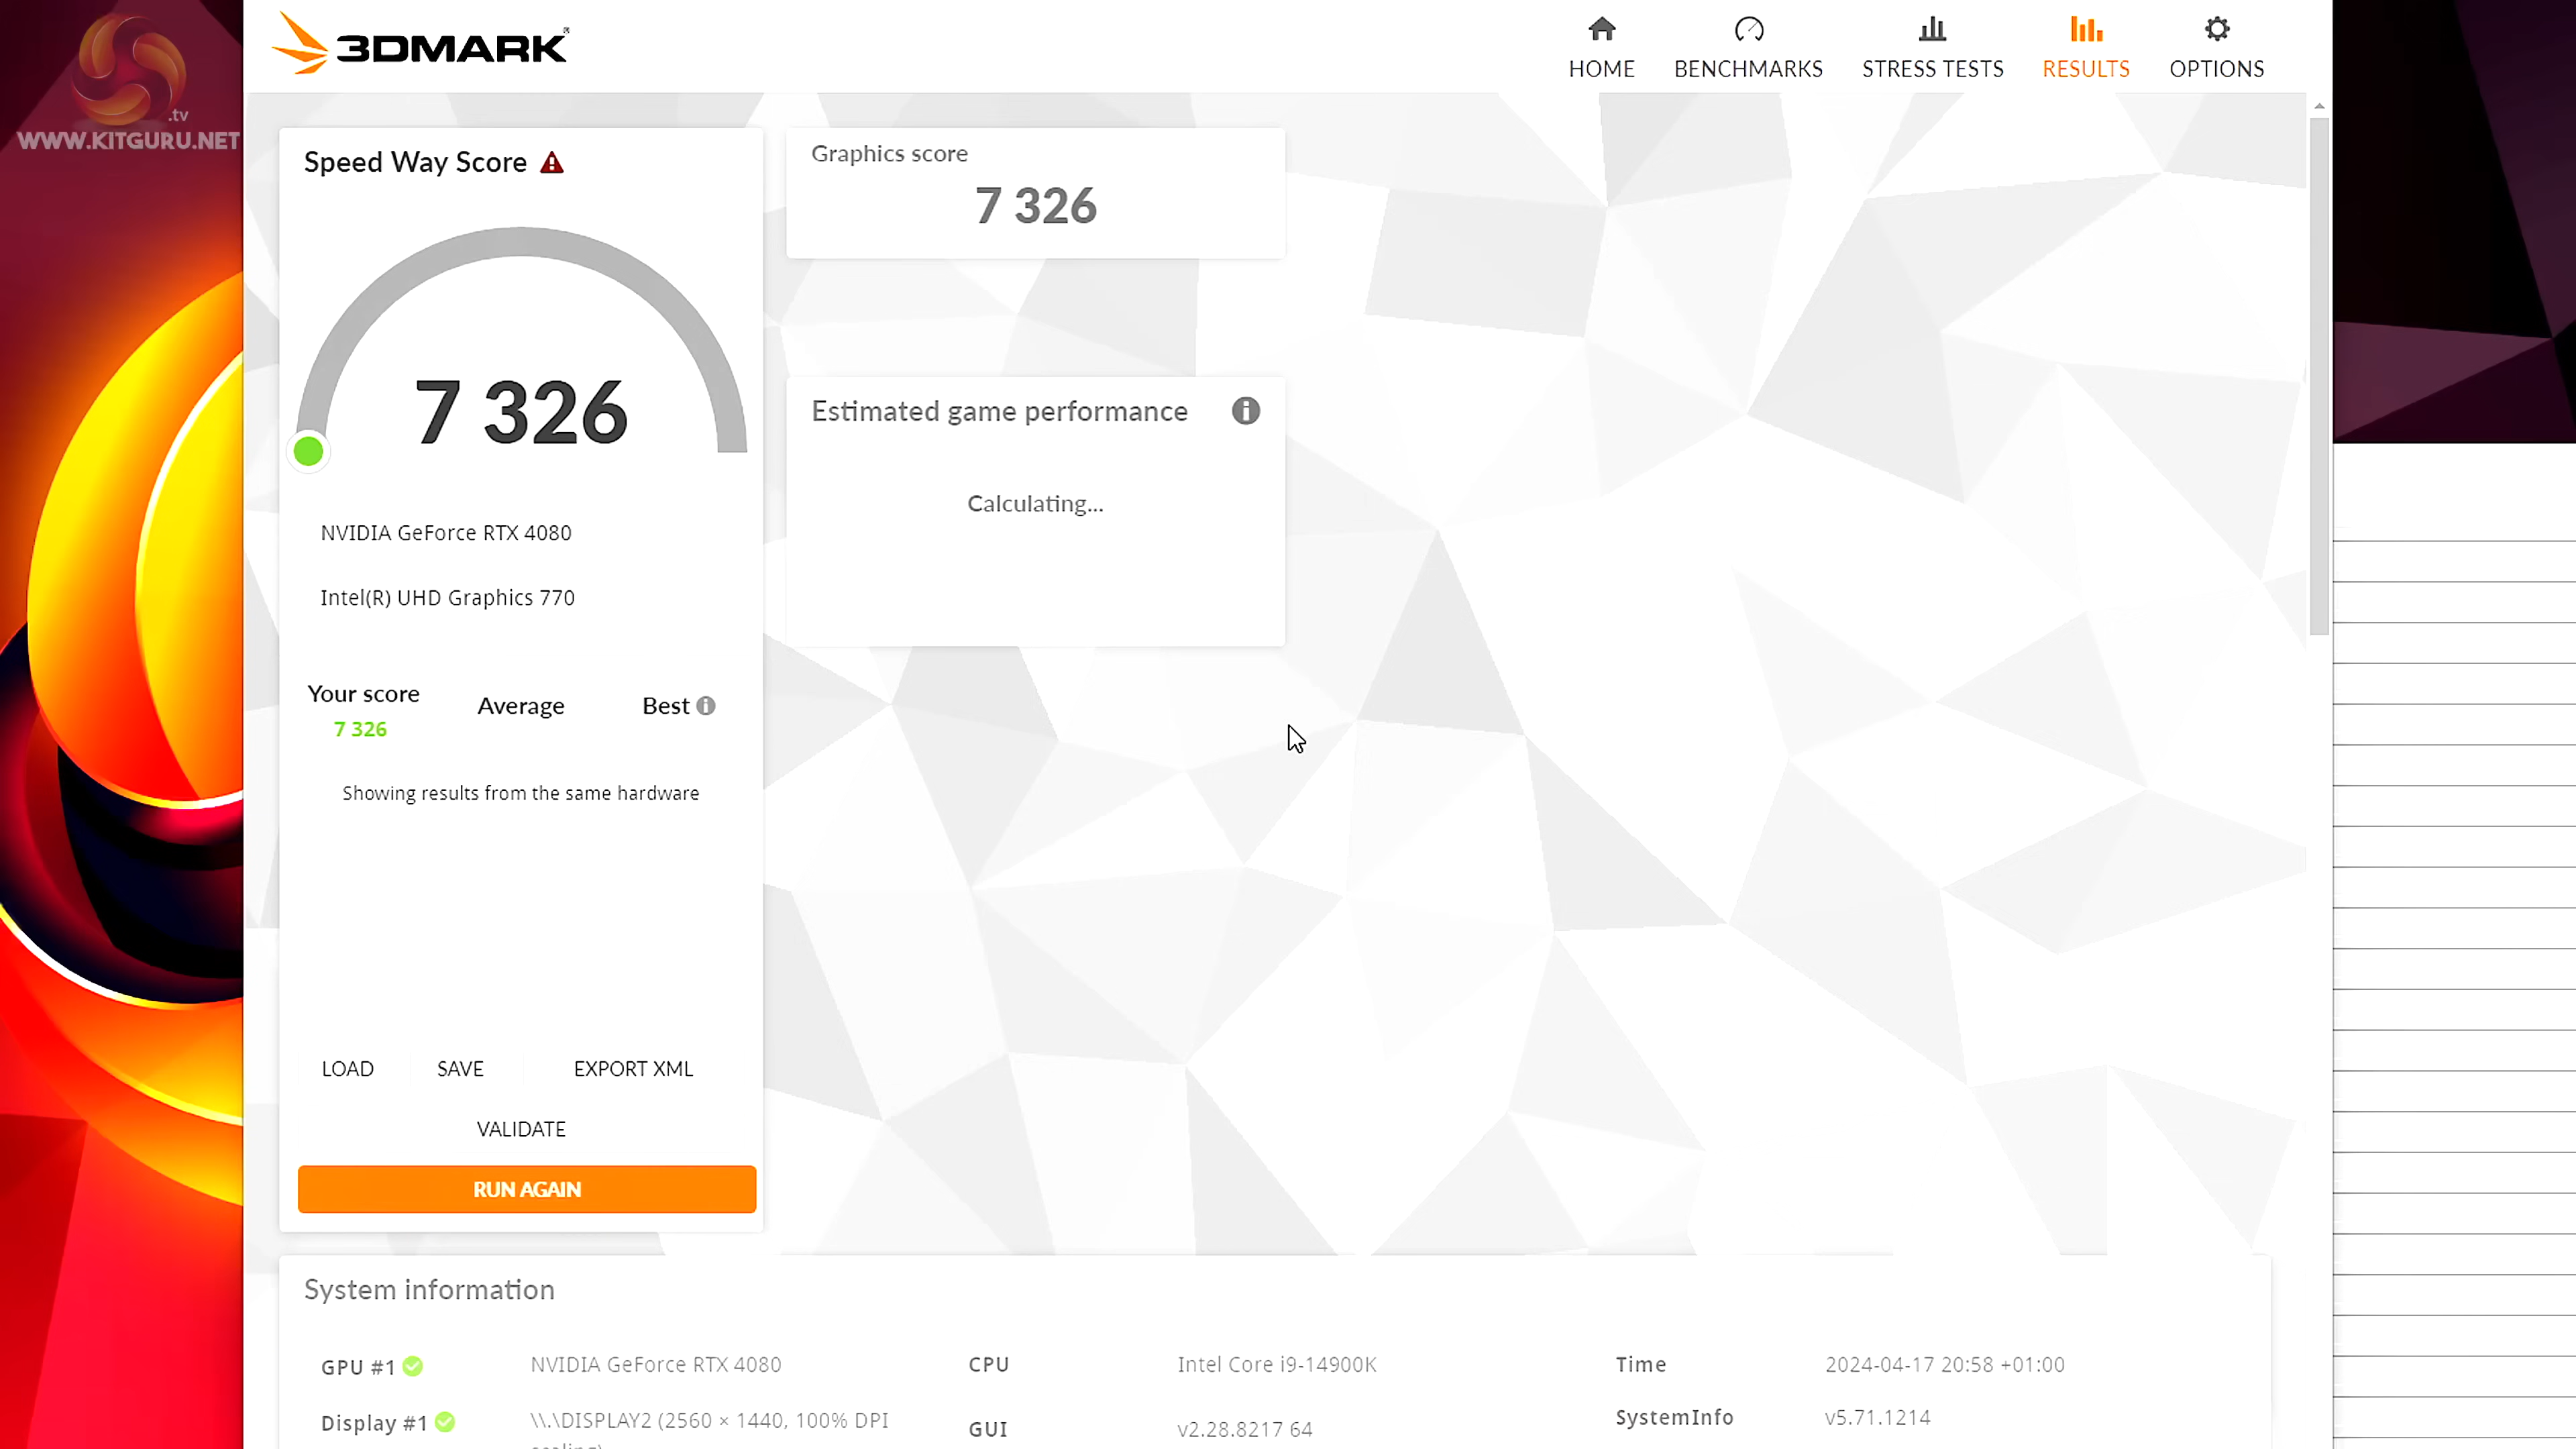 .tv
WWW.KITGURU.NET
3DMARK
HOME
BENCHMARKS
STRESS TESTS
RESULTS
OPTIONS
Speed Way Score
7 326
NVIDIA GeForce RTX 4080
Intel(R) UHD Graphics 770
Your score
7 326
Average
Best
Showing results from the same hardware
LOAD
SAVE
EXPORT XML
VALIDATE
RUN AGAIN
Graphics score
7 326
Estimated game performance
Calculating...
System information
GPU #1
NVIDIA GeForce RTX 4080
CPU
Intel Core i9-14900K
Time
2024-04-17 20:58 +01:00
Display #1
\\.\DISPLAY2 (2560 × 1440, 100% DPI
GUI
v2.28.8217 64
SystemInfo
v5.71.1214